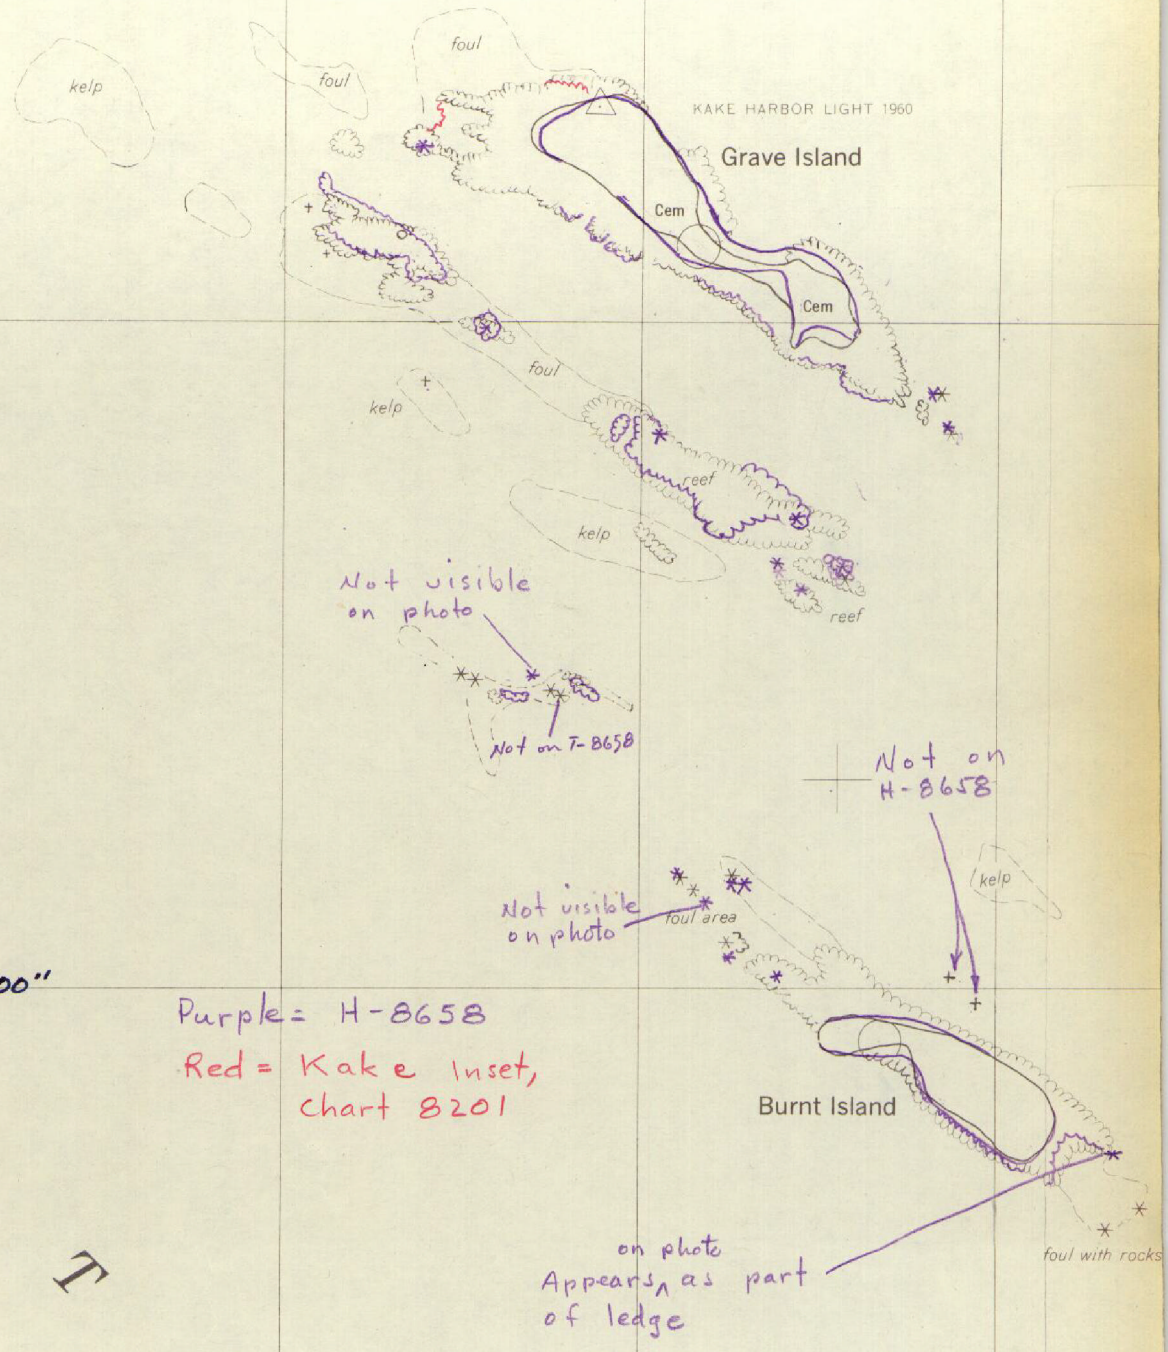 foul
foul
kelp
KAKE HARBOR LIGHT 1960
Grave Island
Cem
Cem
foul
kelp
reef
kelp
Not visible
on photo
reef
Not on T-8658
Not on
H-8658
kelp
Not visible
on photo
foul area
00"
Purple = H-8658
Red = Kake Inset,
Chart 8201
Burnt Island
on photo
Appears ^ as part
of ledge
foul with rocks
T